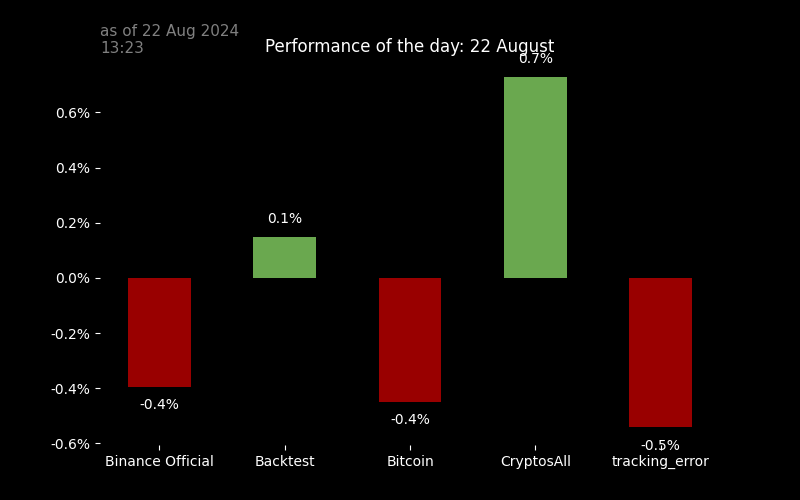 as of 22 Aug 2024
13:23
Performance of the day: 22 August
0.7%
0.6%
0.4%
0.2%
0.1%
0.0%
-0.2%
-0.4%
-0.4%
-0.4%
-0.5%
-0.6%
Binance Official
Backtest
Bitcoin
CryptosAll
tracking_error